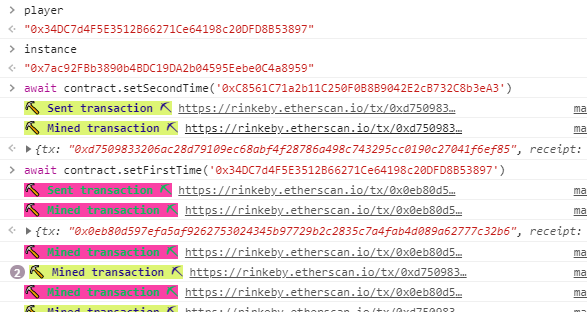 player
"0x34DC7d4F5E3512B66271Ce64198c20DFD8B53897"
instance
"0x7ac92FBb3890b4BDC19DA2b04595Eebe0C4a8959"
await contract.setSecondTime('0xC8561C71a2b11C250F0B8B9042E2cB732C8b3eA3')
Sent transaction https://rinkeby.etherscan.io/tx/0xd750983… ma
Mined transaction https://rinkeby.etherscan.io/tx/0xd750983… ma
{tx: "0xd7509833206ac28d79109ec68abf4f28786a498c743295cc0190c27041f6ef85", receipt:
await contract.setFirstTime('0x34DC7d4F5E3512B66271Ce64198c20DFD8B53897')
Sent transaction https://rinkeby.etherscan.io/tx/0x0eb80d5… ma
Mined transaction https://rinkeby.etherscan.io/tx/0x0eb80d5… ma
{tx: "0x0eb80d597efa5af9262753024345b97729b2c2835c7a4fab4d089a62777c32b6", receipt:
Mined transaction https://rinkeby.etherscan.io/tx/0x0eb80d5… ma
2 Mined transaction https://rinkeby.etherscan.io/tx/0xd750983… ma
Mined transaction https://rinkeby.etherscan.io/tx/0x0eb80d5… ma
Mined transaction https://rinkeby.etherscan.io/tx/0xd750983… ma